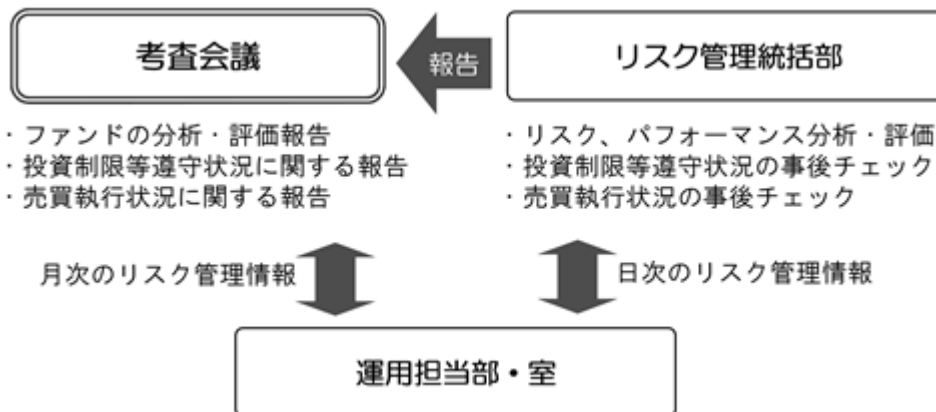 考査会議
報告
リスク管理統括部
・ファンドの分析・評価報告
・投資制限等遵守状況に関する報告
・売買執行状況に関する報告
・リスク、パフォーマンス分析・評価
・投資制限等遵守状況の事後チェック
・売買執行状況の事後チェック
月次のリスク管理情報
日次のリスク管理情報
運用担当部・室